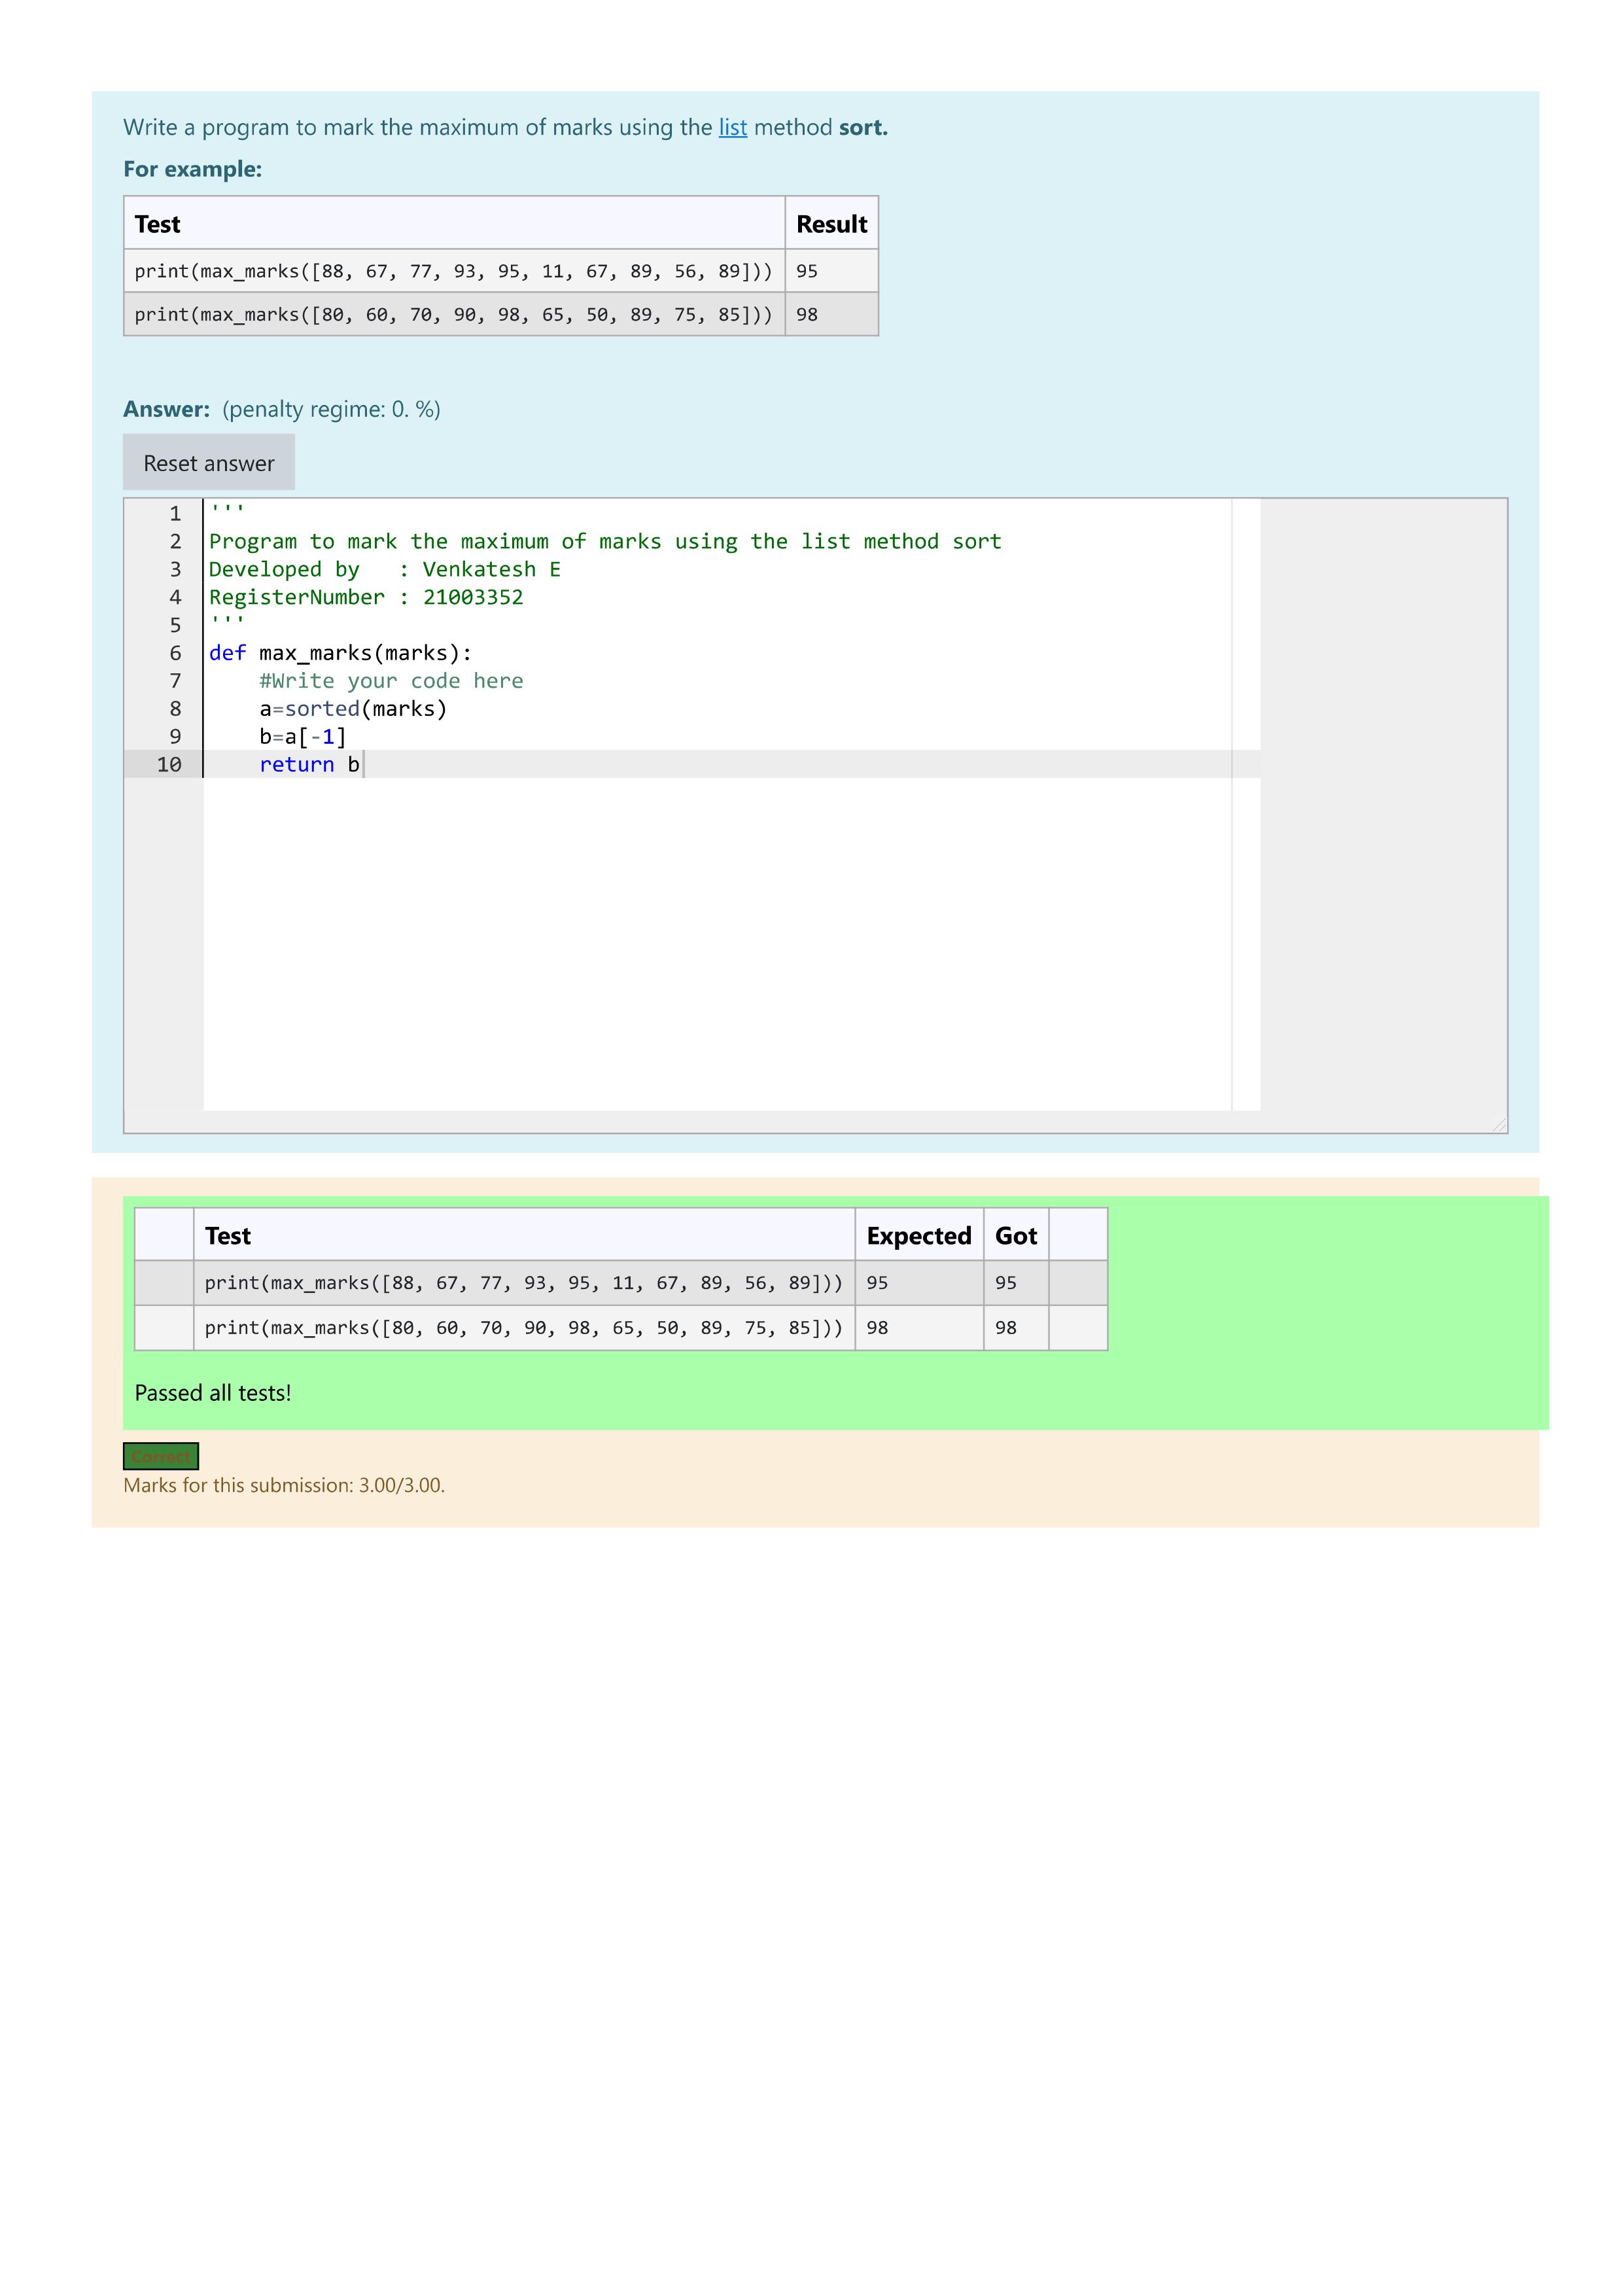 Write a program to mark the maximum of marks using the list method sort.
For example:
Test Result
print(max_marks([88, 67, 77, 93, 95, 11, 67, 89, 56, 89])) 95
print(max_marks([80, 60, 70, 90, 98, 65, 50, 89, 75, 85])) 98
Answer: (penalty regime: 0. %)
Reset answer
1 '''
2 Program to mark the maximum of marks using the list method sort
3 Developed by   : Venkatesh E
4 RegisterNumber : 21003352
5 '''
6 def max_marks(marks):
7     #Write your code here
8     a=sorted(marks)
9     b=a[-1]
10     return b
Test Expected Got
print(max_marks([88, 67, 77, 93, 95, 11, 67, 89, 56, 89])) 95 95
print(max_marks([80, 60, 70, 90, 98, 65, 50, 89, 75, 85])) 98 98
Passed all tests!
Correct
Marks for this submission: 3.00/3.00.